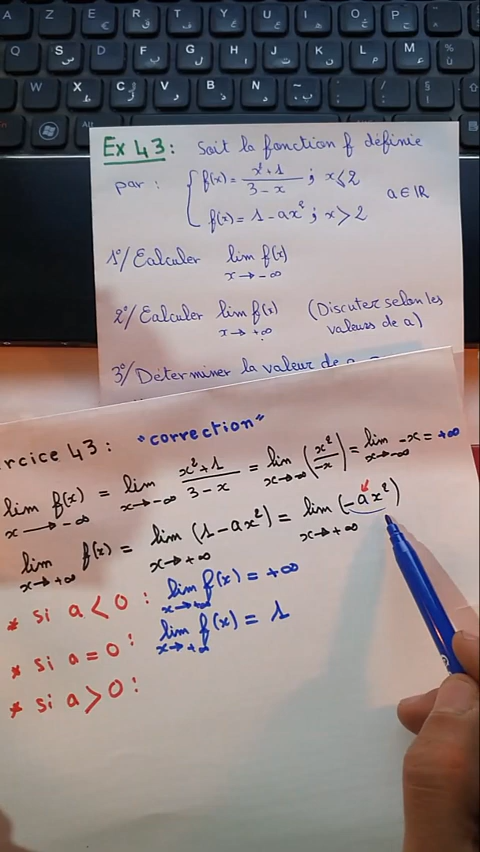 A Z E R T Y U I O P
Q S D F G H J K L M %
W X C V B N
Ex 43 : Soit la fonction f définie
par : { f(x) = x²+1 / 3-x ; x ≤ 2
f(x) = 1 - ax² ; x > 2 a ∈ IR
1°/ Calculer lim f(x) x → -∞
2°/ Calculer lim f(x) x → +∞ (Discuter selon les
valeurs de a)
3°/ Déterminer la valeur de a
rcice 43 : "correction"
lim f(x) x → -∞ = lim x → -∞ x²+1 / 3-x = lim x → -∞ (x² / -x) = lim x → -∞ -x = +∞
lim f(x) x → +∞ = lim x → +∞ (1 - ax²) = lim x → +∞ (-ax²)
* si a < 0 : lim f(x) = +∞ x → +∞
* si a = 0 : lim f(x) = 1 x → +∞
* si a > 0 :